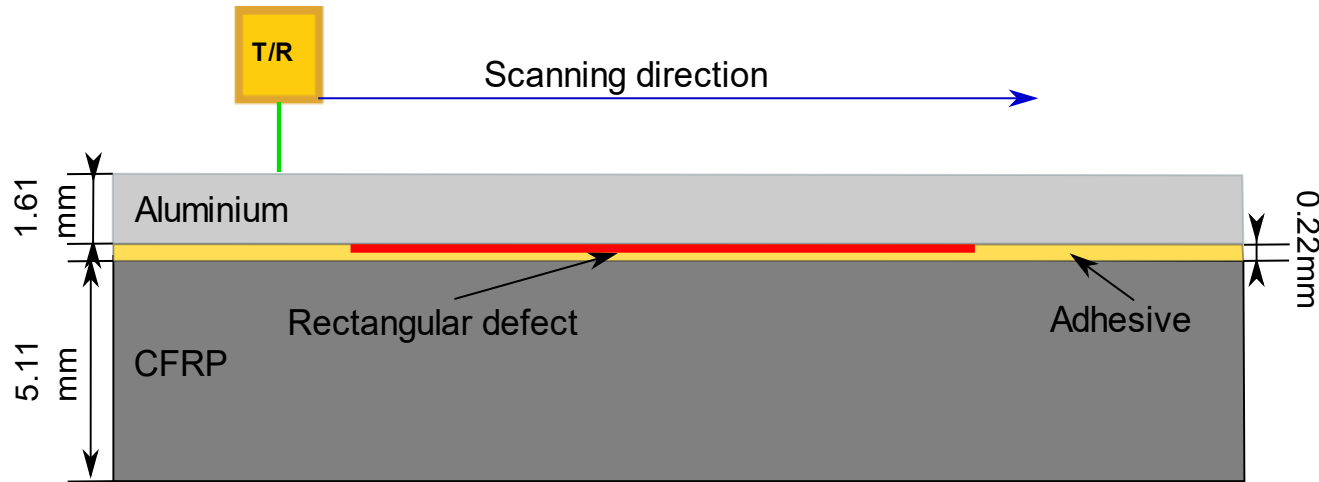 T/R
Scanning direction
1.61
mm
Aluminium
0.22mm
Rectangular defect
Adhesive
5.11
mm
CFRP